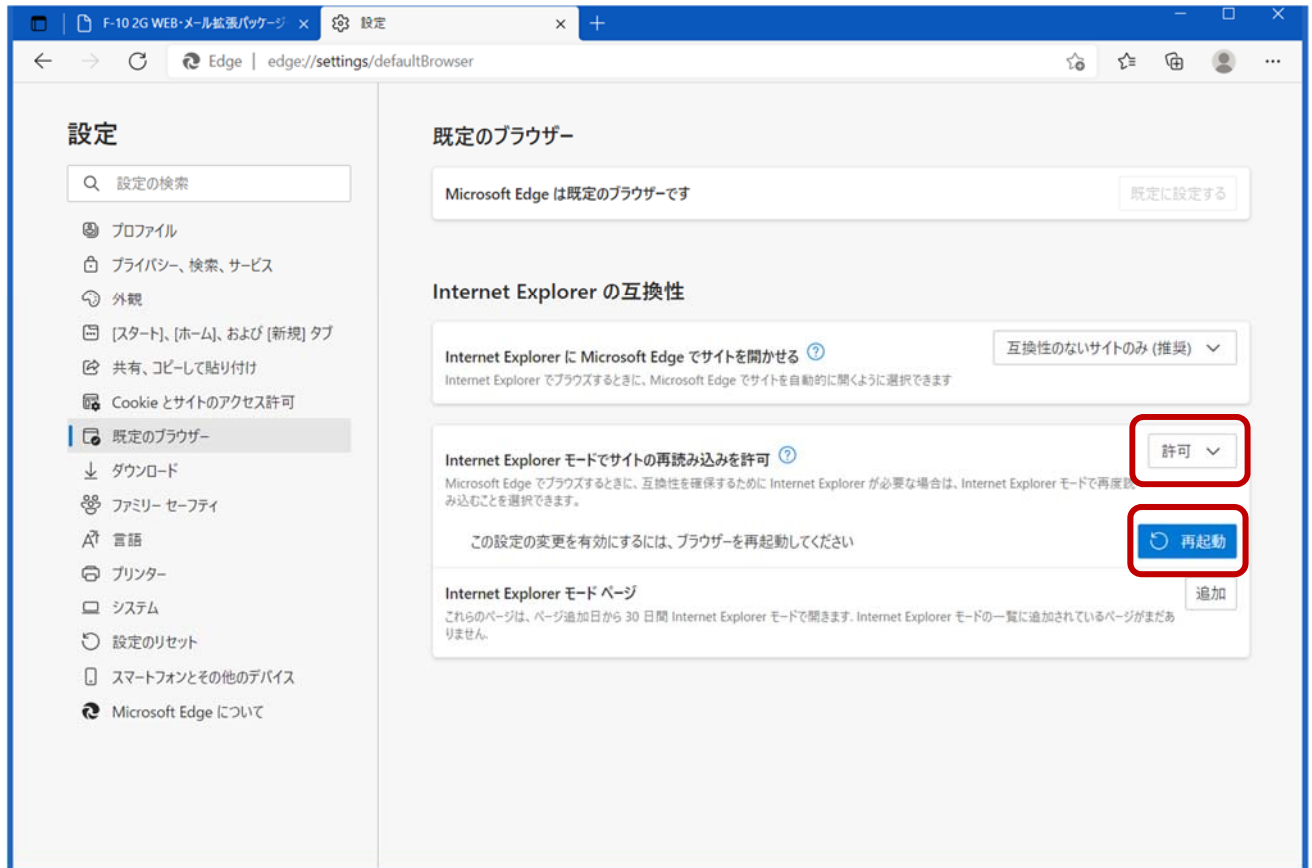 F-10 2G WEB・メール拡張パッケージ
設定
Edge | edge://settings/defaultBrowser
設定
設定の検索
プロファイル
プライバシー、検索、サービス
外観
[スタート]、[ホーム]、および [新規] タブ
共有、コピーして貼り付け
Cookie とサイトのアクセス許可
既定のブラウザー
ダウンロード
ファミリー セーフティ
言語
プリンター
システム
設定のリセット
スマートフォンとその他のデバイス
Microsoft Edge について
既定のブラウザー
Microsoft Edge は既定のブラウザーです
既定に設定する
Internet Explorer の互換性
Internet Explorer に Microsoft Edge でサイトを開かせる
互換性のないサイトのみ (推奨)
Internet Explorer でブラウズするときに、Microsoft Edge でサイトを自動的に開くように選択できます
Internet Explorer モードでサイトの再読み込みを許可
許可
Microsoft Edge でブラウズするときに、互換性を確保するために Internet Explorer が必要な場合は、Internet Explorer モードで再度読
み込むことを選択できます。
この設定の変更を有効にするには、ブラウザーを再起動してください
再起動
Internet Explorer モード ページ
追加
これらのページは、ページ追加日から 30 日間 Internet Explorer モードで開きます. Internet Explorer モードの一覧に追加されているページがまだあ
りません.